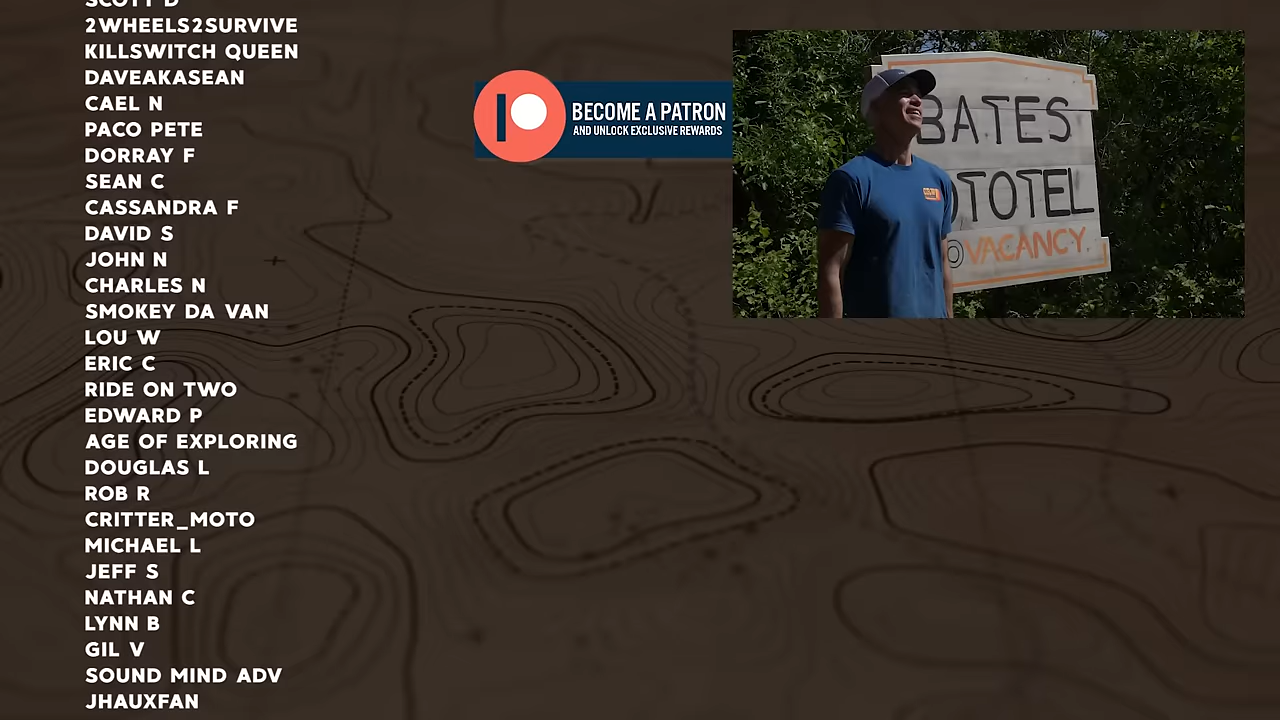 SCOTT D
2WHEELS2SURVIVE
KILLSWITCH QUEEN
DAVEAKASEAN
CAEL N
PACO PETE
DORRAY F
SEAN C
CASSANDRA F
DAVID S
JOHN N
CHARLES N
SMOKEY DA VAN
LOU W
ERIC C
RIDE ON TWO
EDWARD P
AGE OF EXPLORING
DOUGLAS L
ROB R
CRITTER_MOTO
MICHAEL L
JEFF S
NATHAN C
LYNN B
GIL V
SOUND MIND ADV
JHAUXFAN
BECOME A PATRON
AND UNLOCK EXCLUSIVE REWARDS
BATES
OTOTEL
VACANCY